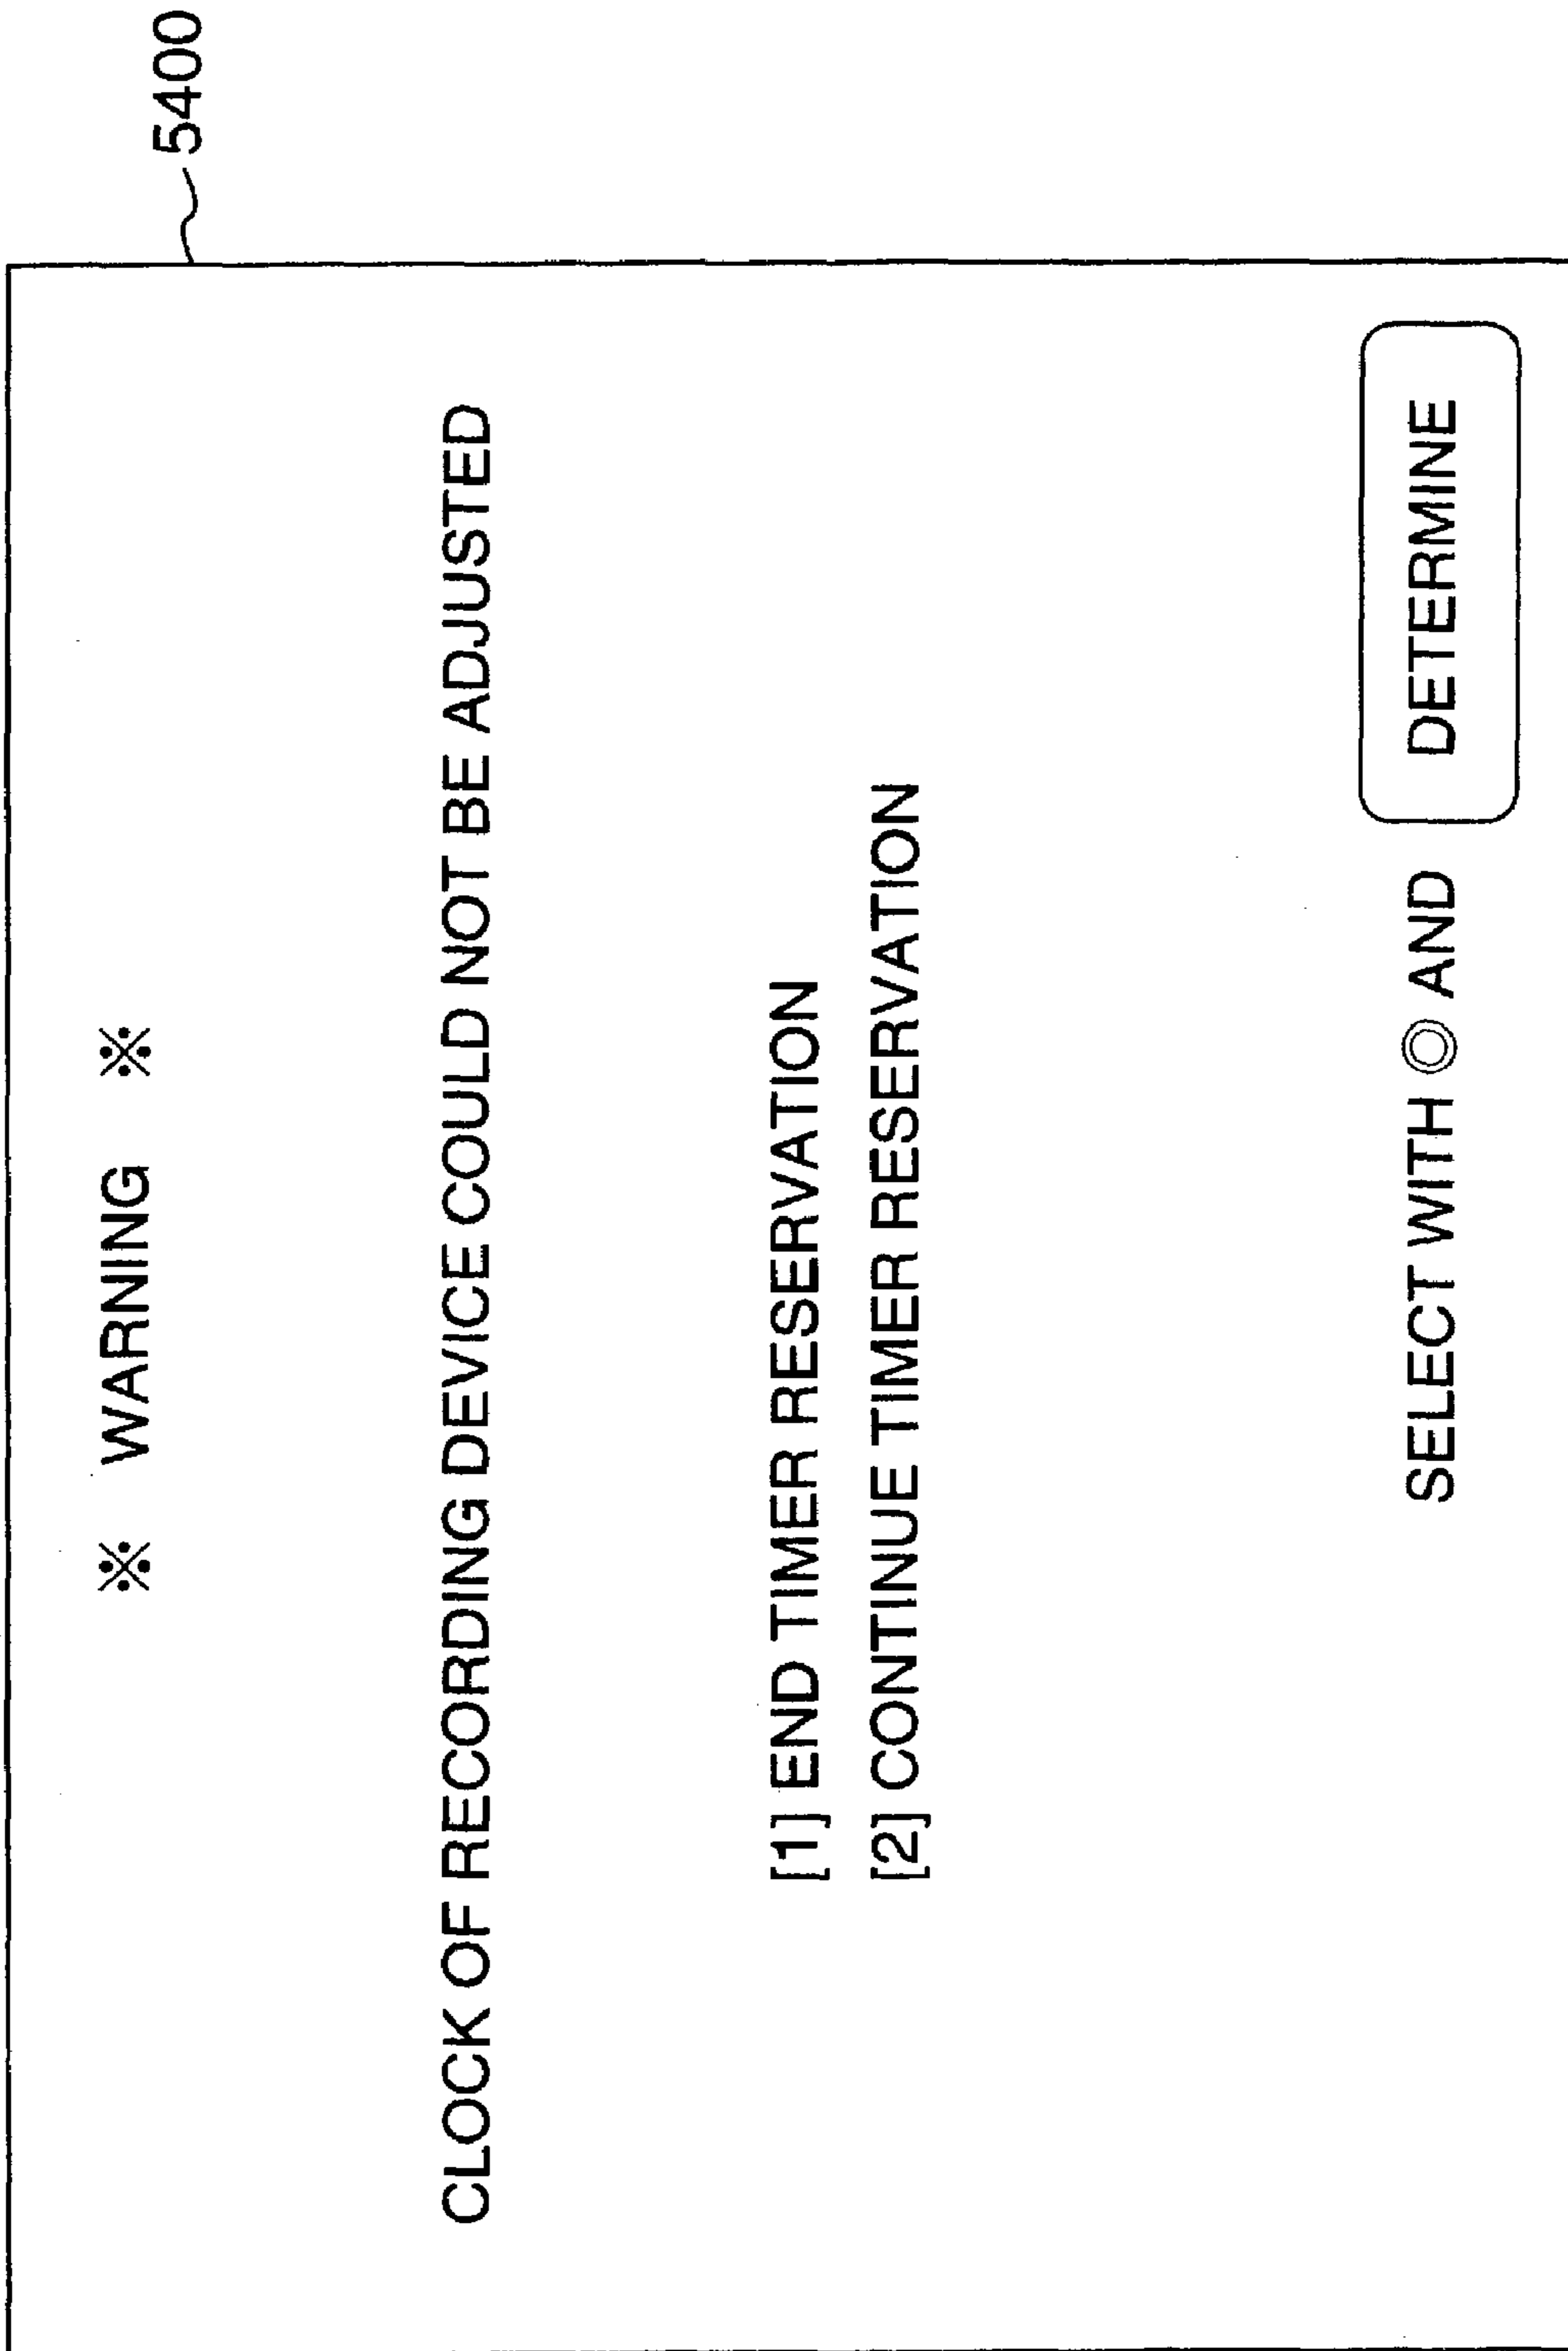 5400
※ WARNING ※
CLOCK OF RECORDING DEVICE COULD NOT BE ADJUSTED
[1] END TIMER RESERVATION
[2] CONTINUE TIMER RESERVATION
SELECT WITH ◎ AND DETERMINE